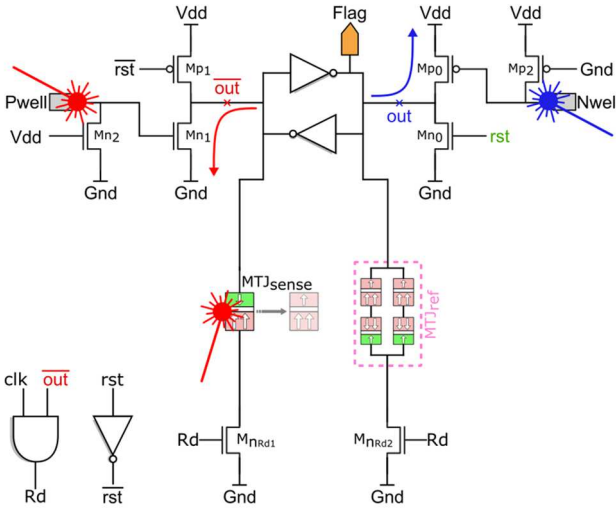 Vdd
Flag
Vdd
Vdd
rst
Mp1
out
Mp0
Mp2
Gnd
Pwell
Nwel
out
Vdd
Mn2
Mn1
Mn0
rst
Gnd
Gnd
Gnd
MTJsense
MTJref
clk
out
rst
Rd
MnRd1
MnRd2
Rd
Rd
rst
Gnd
Gnd